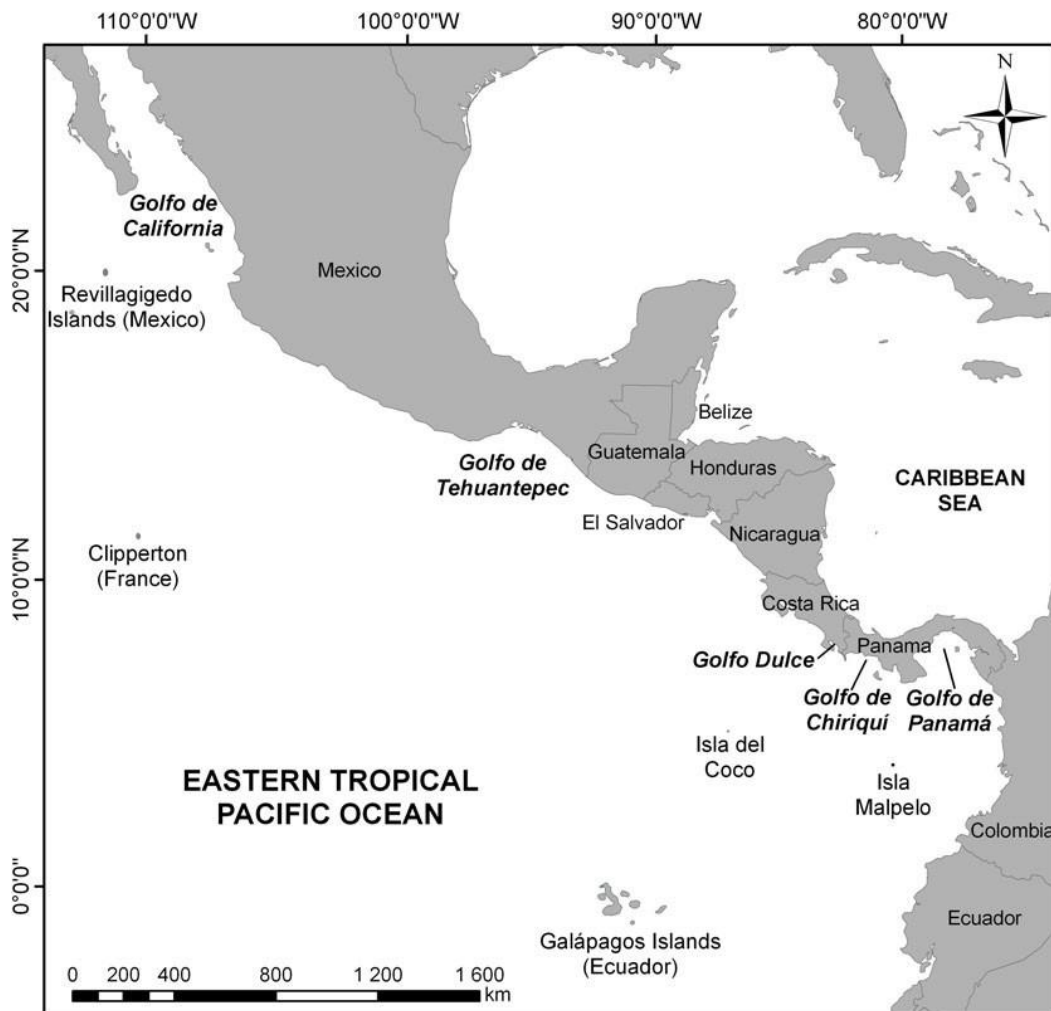 110°0'0"W
100°0'0"W
90°0'0"W
80°0'0"W
N
Golfo de
California
20°0'0"N
Mexico
Revillagigedo
Islands (Mexico)
Belize
Guatemala
Honduras
Golfo de
Tehuantepec
CARIBBEAN
SEA
El Salvador
Nicaragua
Clipperton
(France)
10°0'0"N
Costa Rica
Panama
Golfo Dulce
Golfo de
Chiriquí
Golfo de
Panamá
Isla del
Coco
Isla
Malpelo
EASTERN TROPICAL
PACIFIC OCEAN
Colombia
0°0'0"
Ecuador
Galápagos Islands
(Ecuador)
0 200 400 800 1 200 1 600
km